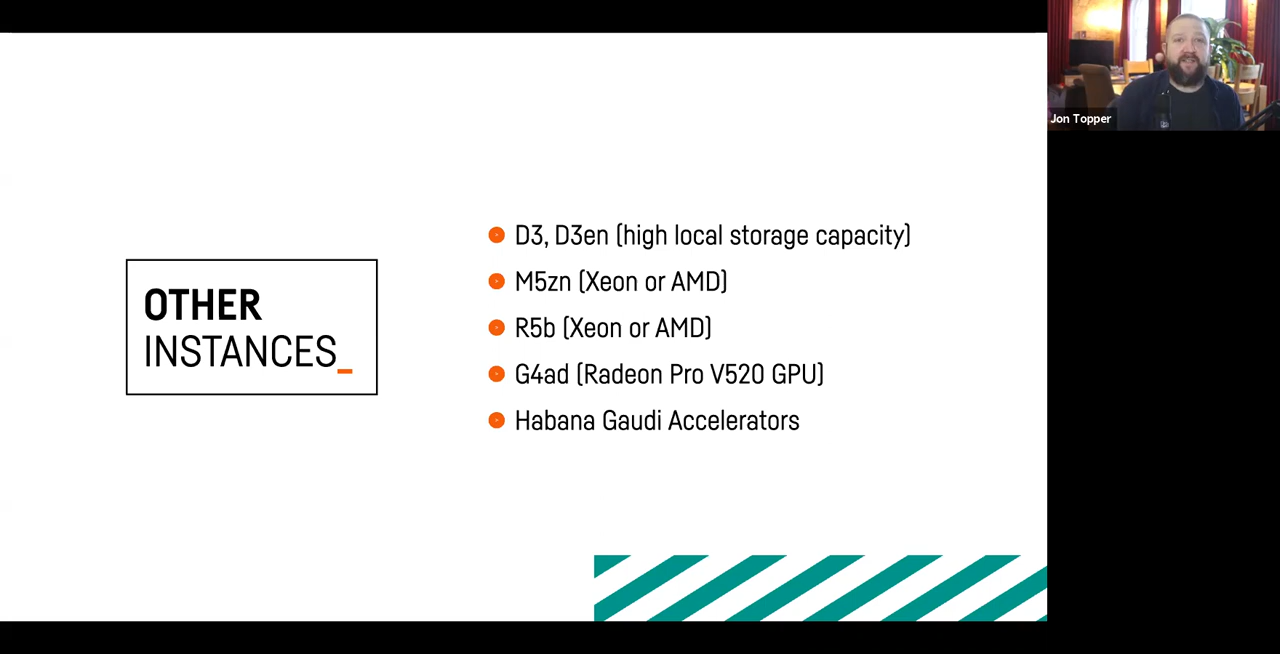 OTHER
INSTANCES_
D3, D3en (high local storage capacity)
M5zn (Xeon or AMD)
R5b (Xeon or AMD)
G4ad (Radeon Pro V520 GPU)
Habana Gaudi Accelerators
Jon Topper